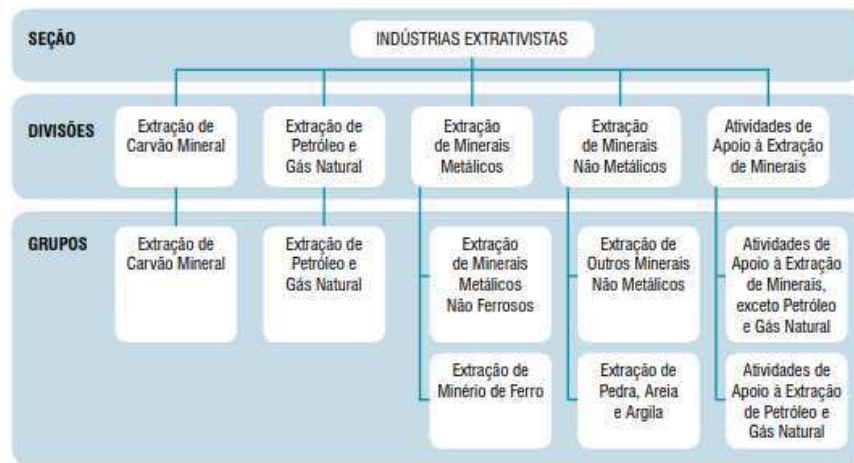 SEÇÃO
INDÚSTRIAS EXTRATIVISTAS
DIVISÕES
Extração de
Carvão Mineral
Extração de
Petróleo e
Gás Natural
Extração
de Minerais
Metálicos
Extração
de Minerais
Não Metálicos
Atividades de
Apoio à Extração
de Minerais
GRUPOS
Extração de
Carvão Mineral
Extração de
Petróleo e
Gás Natural
Extração
de Minerais
Metálicos
Não Ferrosos
Extração de
Outros Minerais
Não Metálicos
Atividades de
Apoio à Extração
de Minerais,
exceto Petróleo
e Gás Natural
Extração de
Minério de Ferro
Extração de
Pedra, Areia
e Argila
Atividades de
Apoio à Extração
de Petróleo e
Gás Natural